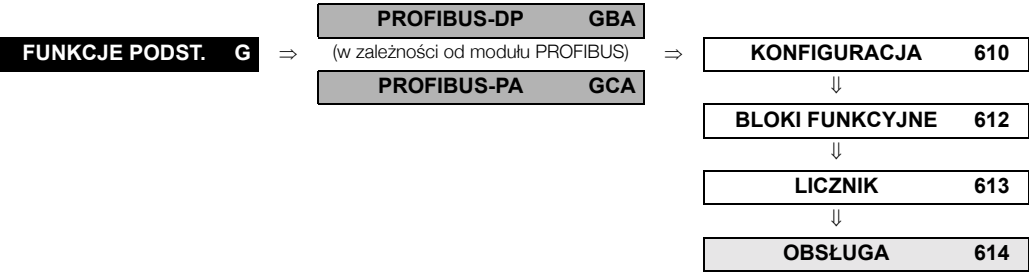 PROFIBUS-DP GBA
FUNKCJE PODST. G ⇒ (w zależności od modułu PROFIBUS) ⇒ KONFIGURACJA 610
PROFIBUS-PA GCA
⇓
BLOKI FUNKCYJNE 612
⇓
LICZNIK 613
⇓
OBSŁUGA 614